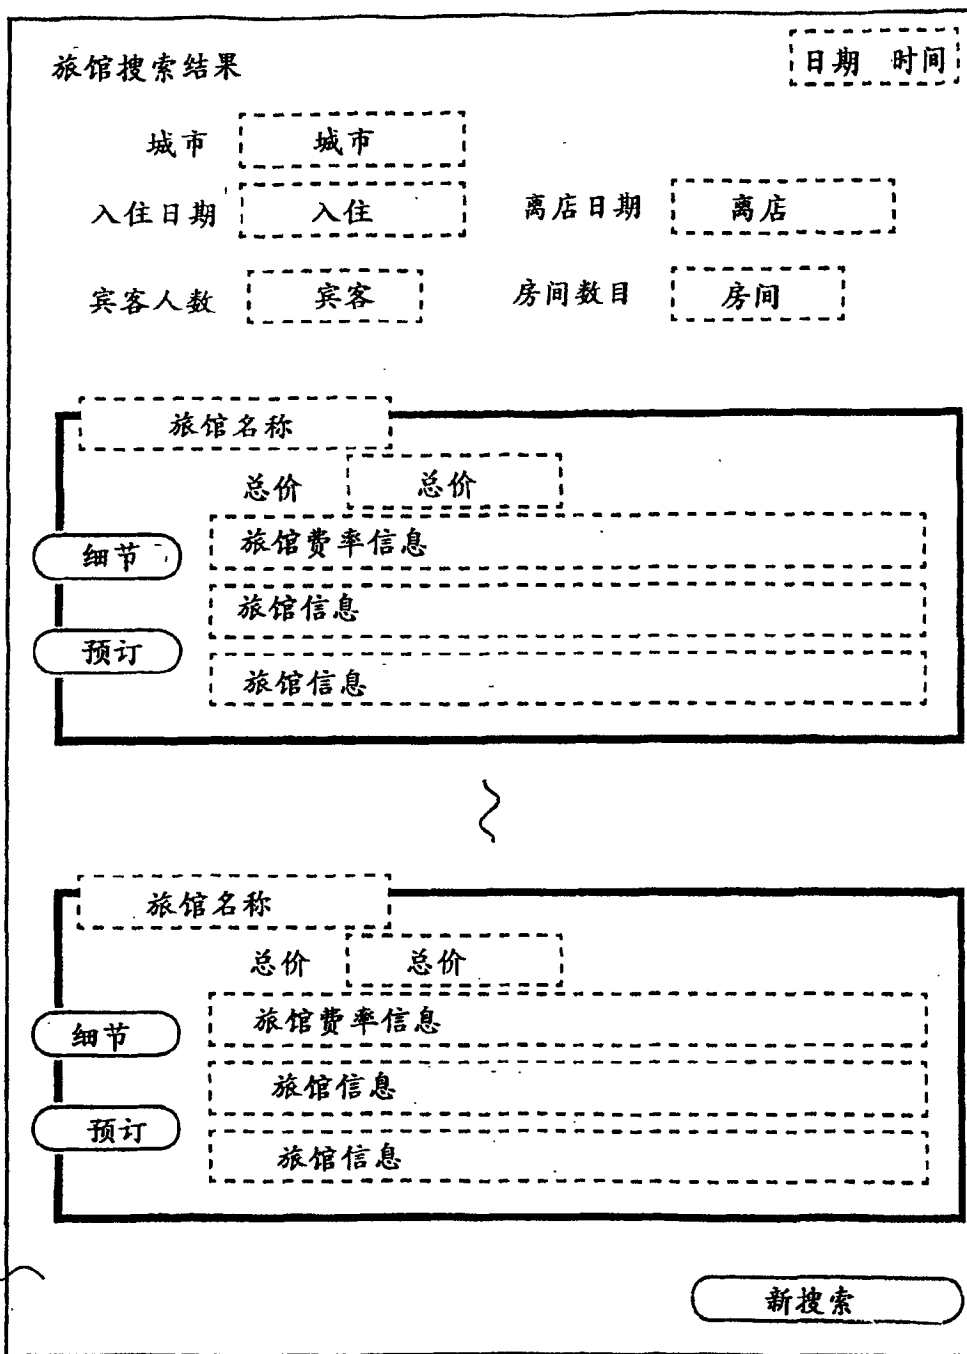 旅馆搜索结果 日期 时间
城市 城市
入住日期 入住 离店日期 离店
宾客人数 宾客 房间数目 房间
旅馆名称
总价 总价
细节 旅馆费率信息
旅馆信息
预订 旅馆信息
旅馆名称
总价 总价
细节 旅馆费率信息
旅馆信息
预订 旅馆信息
新搜索